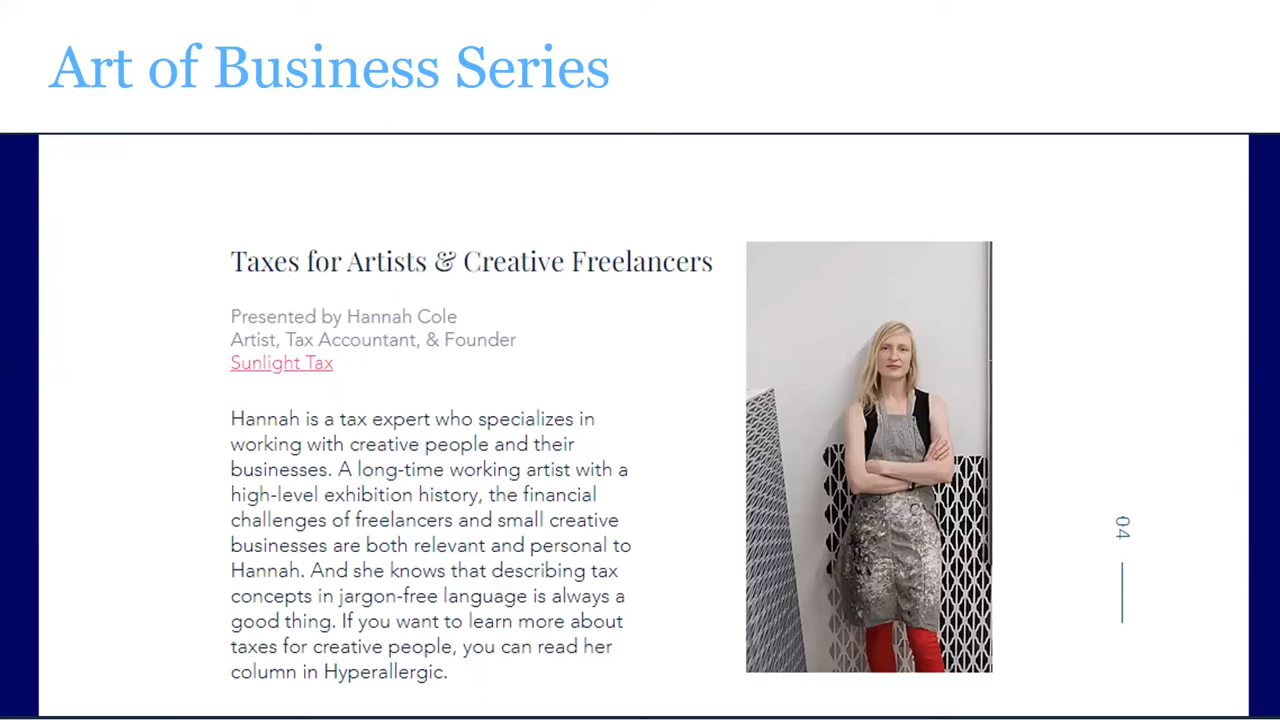 Art of Business Series
Taxes for Artists & Creative Freelancers
Presented by Hannah Cole
Artist, Tax Accountant, & Founder
Sunlight Tax
Hannah is a tax expert who specializes in
working with creative people and their
businesses. A long-time working artist with a
high-level exhibition history, the financial
challenges of freelancers and small creative
businesses are both relevant and personal to
Hannah. And she knows that describing tax
concepts in jargon-free language is always a
good thing. If you want to learn more about
taxes for creative people, you can read her
column in Hyperallergic.
04